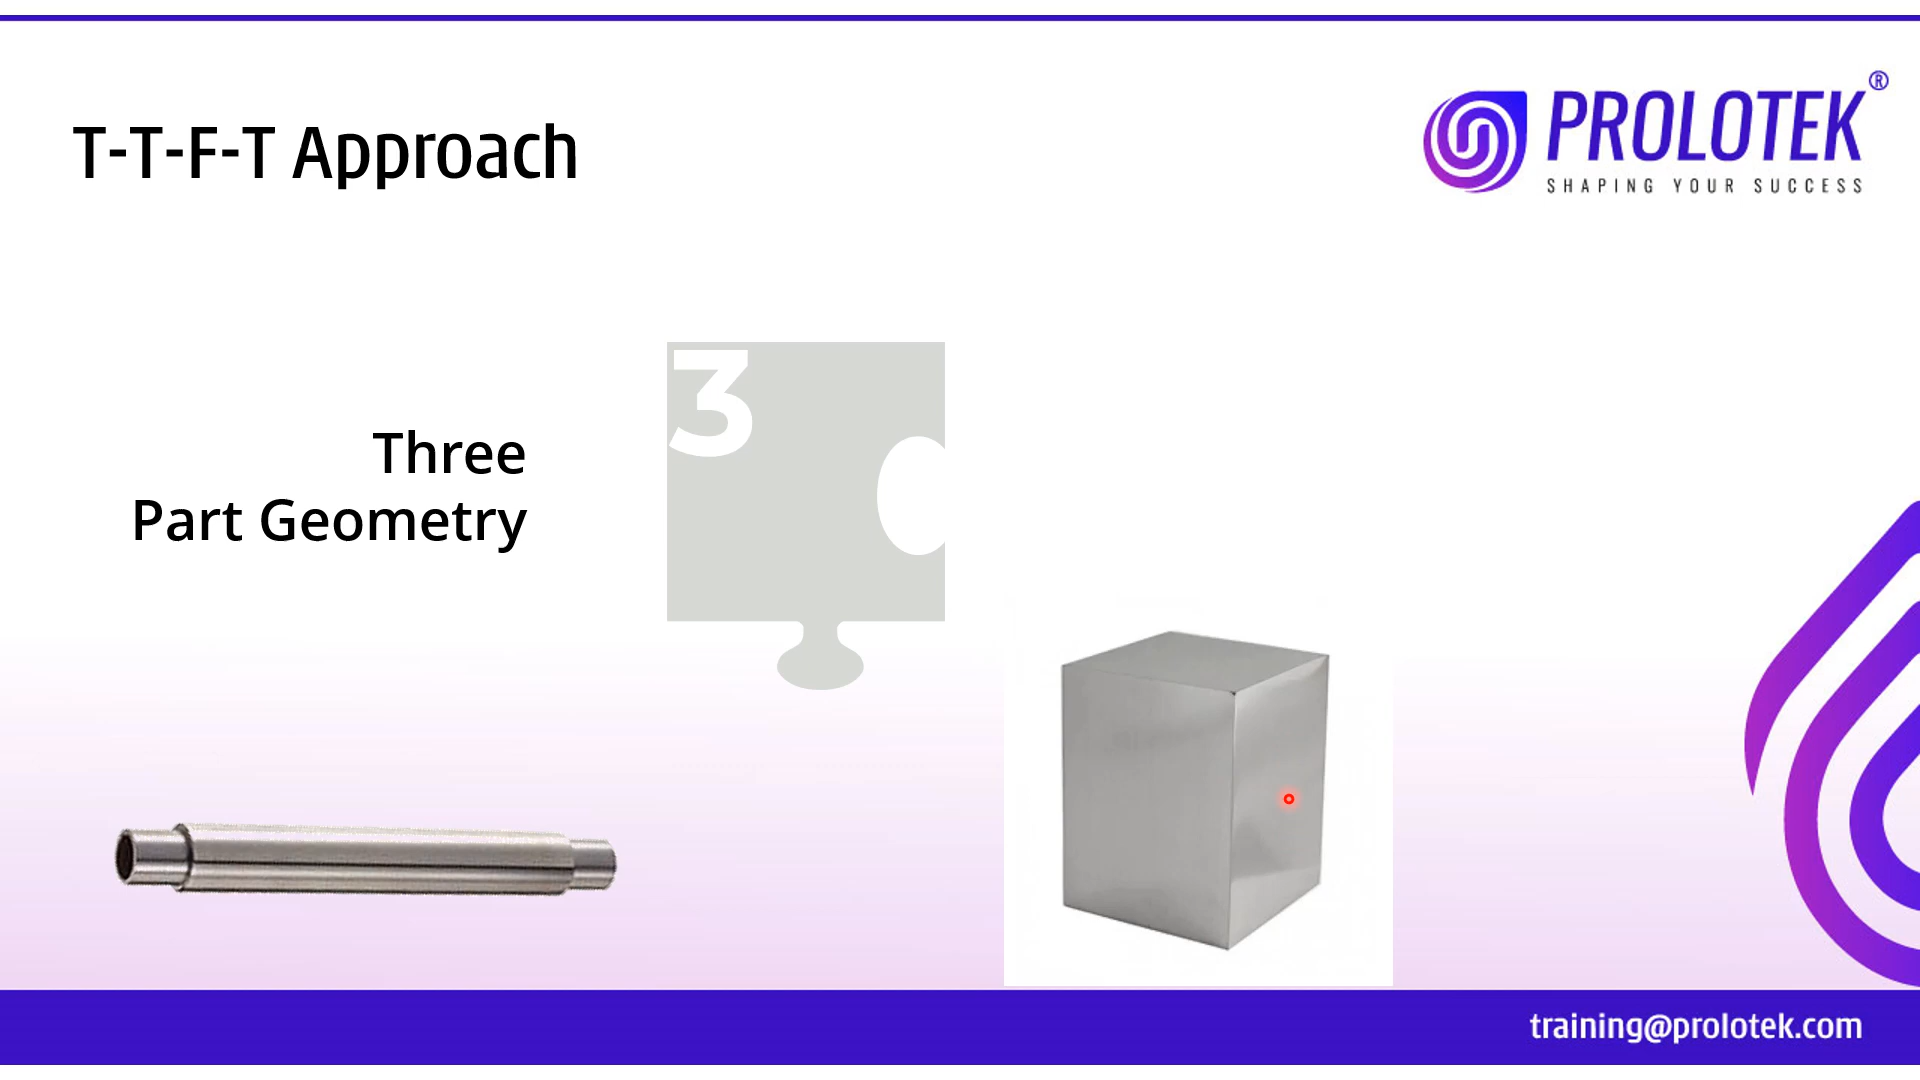 T-T-F-T Approach
PROLOTEK®
SHAPING YOUR SUCCESS
3
Three
Part Geometry
training@prolotek.com